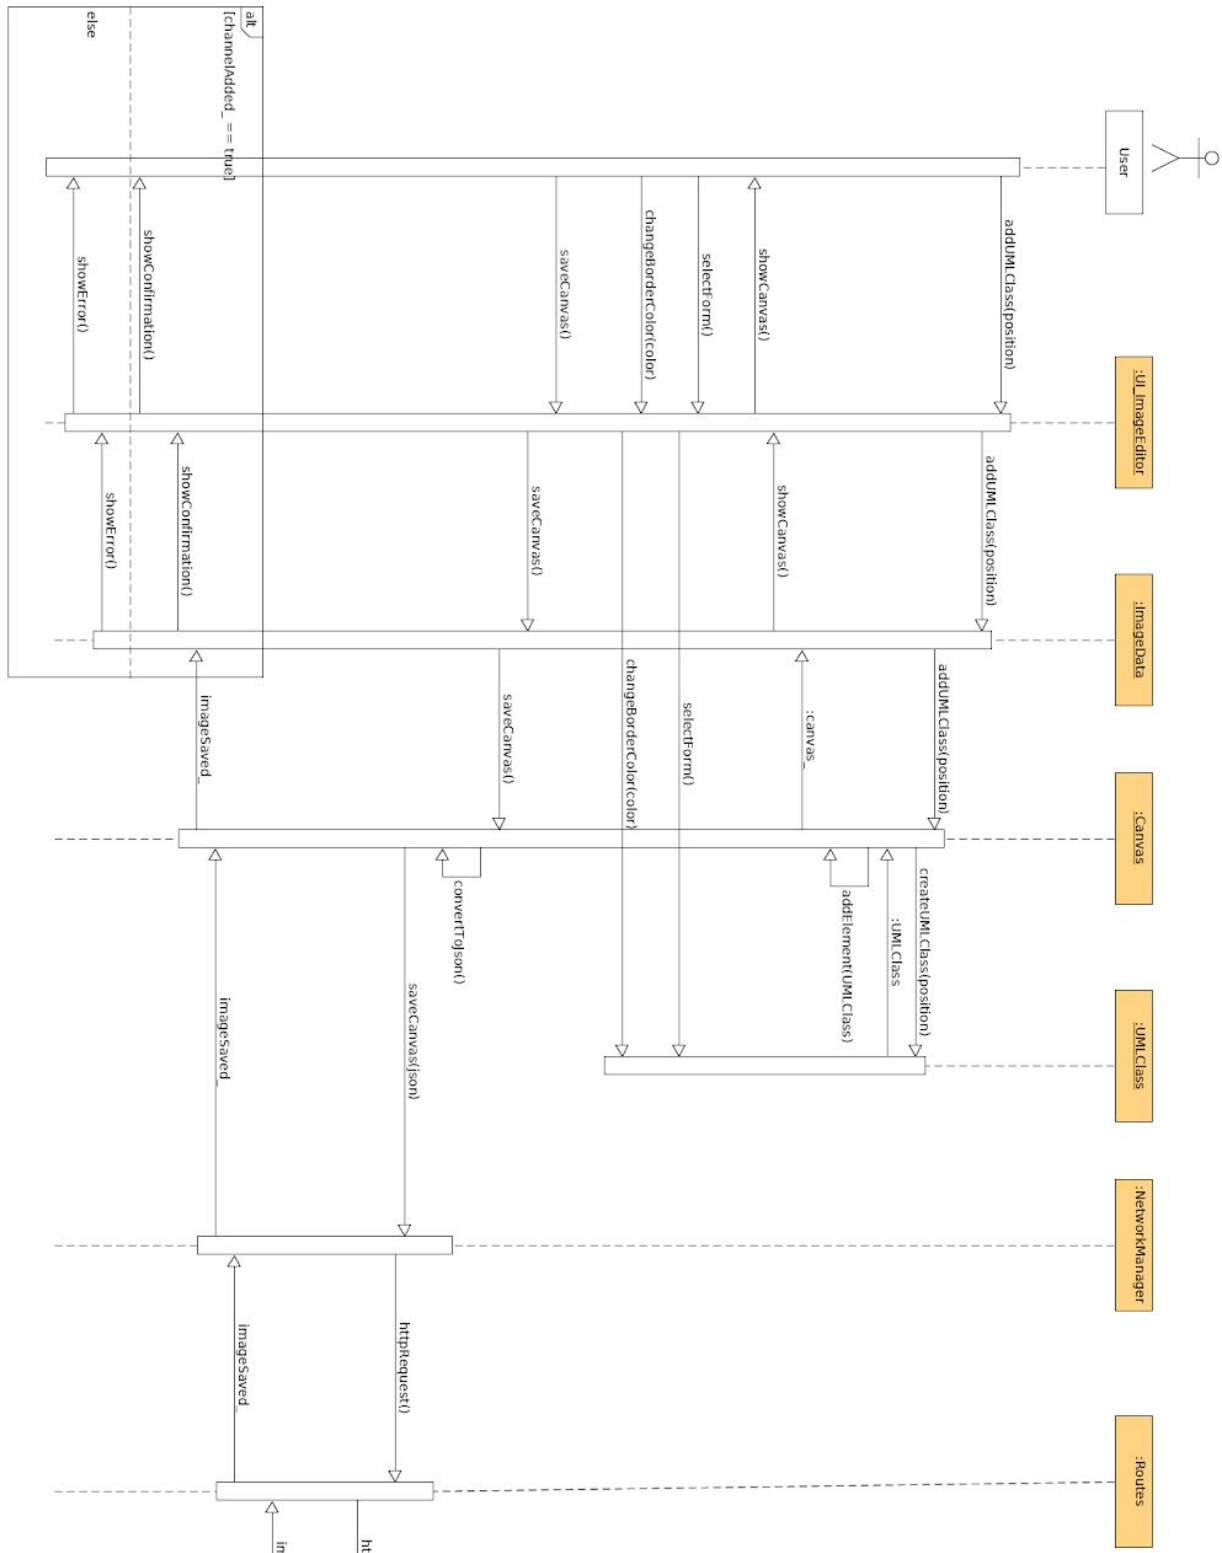 User
:UI_ImageEditor
:ImageData
:Canvas
:UMLClass
:NetworkManager
:Routes
addUMLClass(position)
addUMLClass(position)
addUMLClass(position)
createUMLClass(position)
:UMLClass
addElement(UMLClass)
:canvas_
showCanvas()
showCanvas()
selectForm()
selectForm()
changeBorderColor(color)
changeBorderColor(color)
saveCanvas()
saveCanvas()
saveCanvas()
convertToJson()
saveCanvas(json)
httpRequest()
ht
im
imageSaved_
imageSaved_
imageSaved_
alt
[channelAdded_ == true]
showConfirmation()
showConfirmation()
else
showError()
showError()